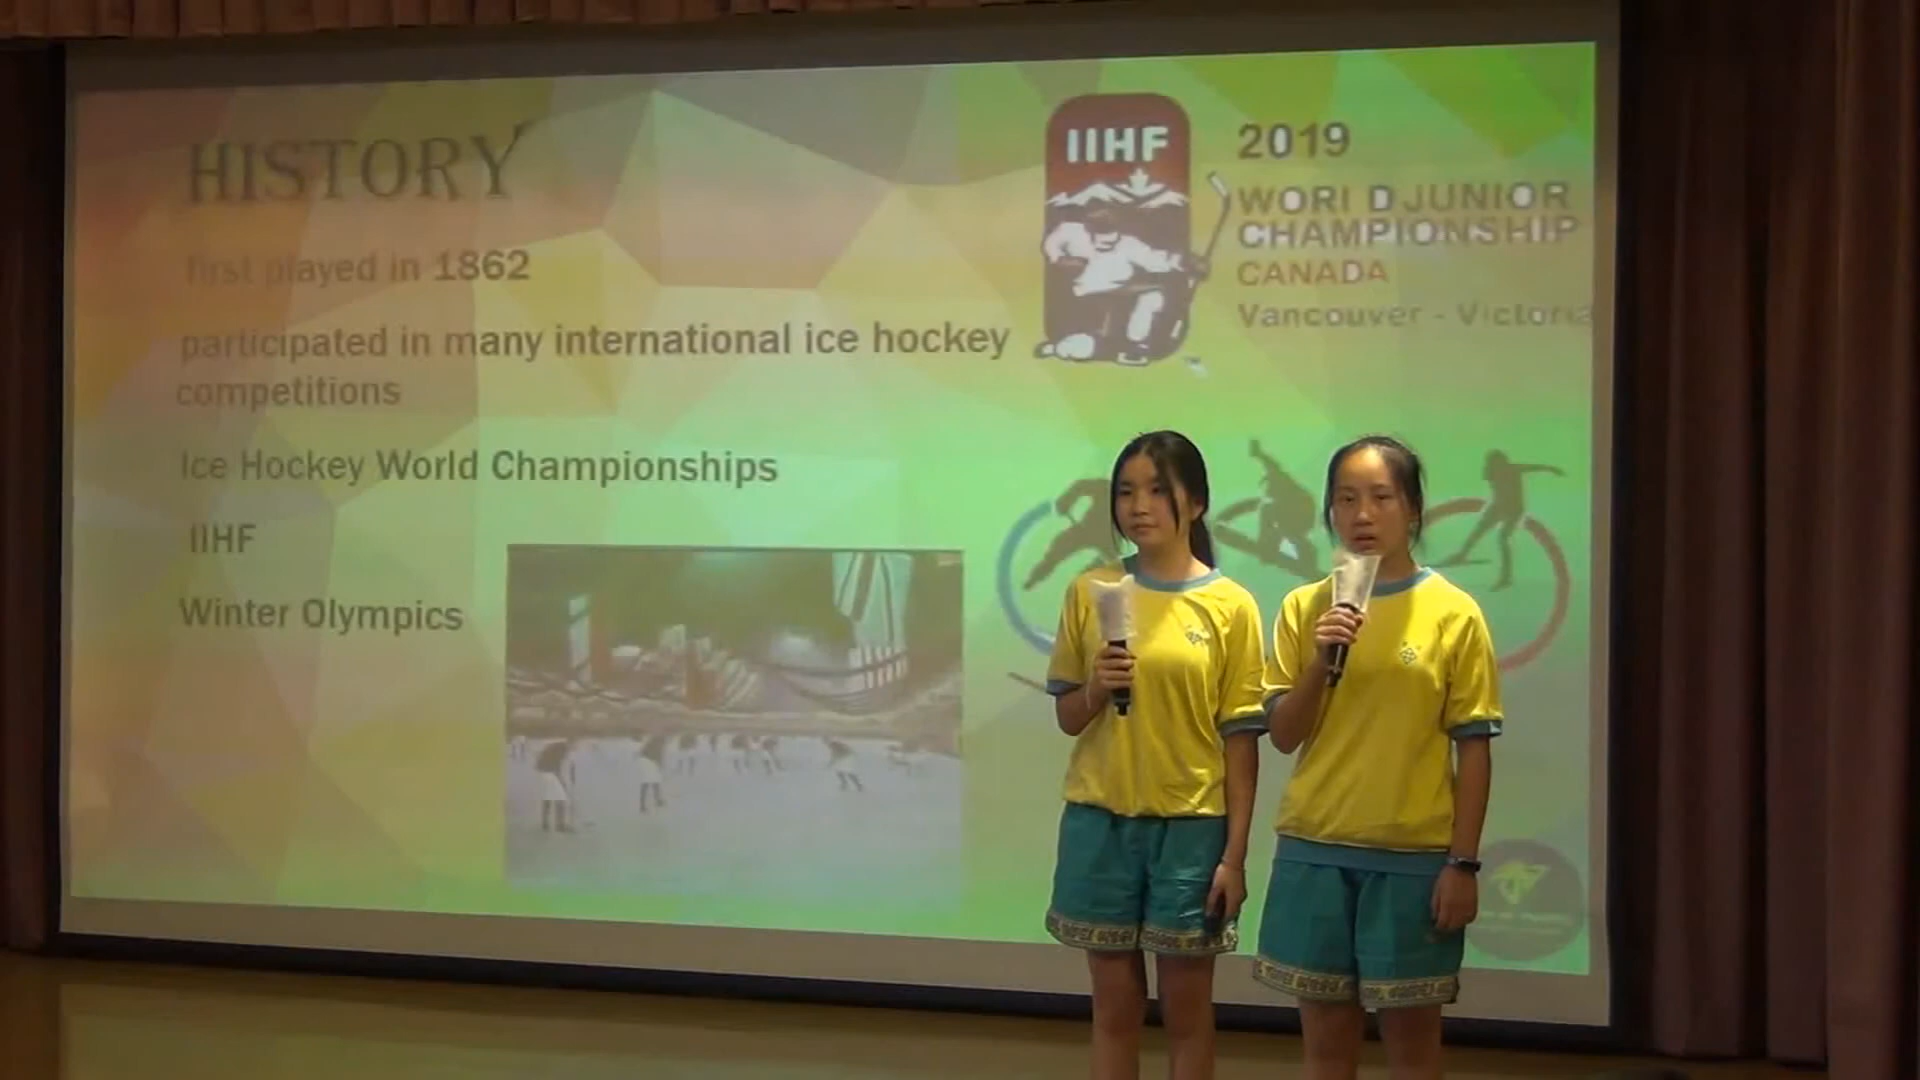 HISTORY
first played in 1862
participated in many international ice hockey
competitions
Ice Hockey World Championships
IIHF
Winter Olympics
IIHF
2019
WORLD JUNIOR
CHAMPIONSHIP
CANADA
Vancouver - Victoria